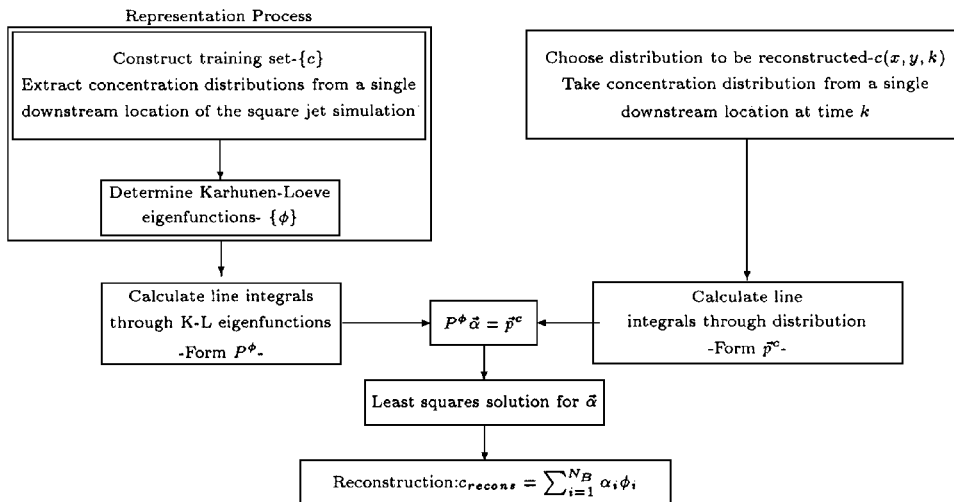 Representation Process
Construct training set-{c}
Extract concentration distributions from a single
downstream location of the square jet simulation
Determine Karhunen-Loeve
eigenfunctions- {ϕ}
Choose distribution to be reconstructed-c(x, y, k)
Take concentration distribution from a single
downstream location at time k
Calculate line integrals
through K-L eigenfunctions
-Form P^ϕ-
P^ϕ α⃗ = p⃗^c
Calculate line
integrals through distribution
-Form p⃗^c-
Least squares solution for α⃗
Reconstruction:c_{recons} = ∑_{i=1}^{N_B} α_i ϕ_i